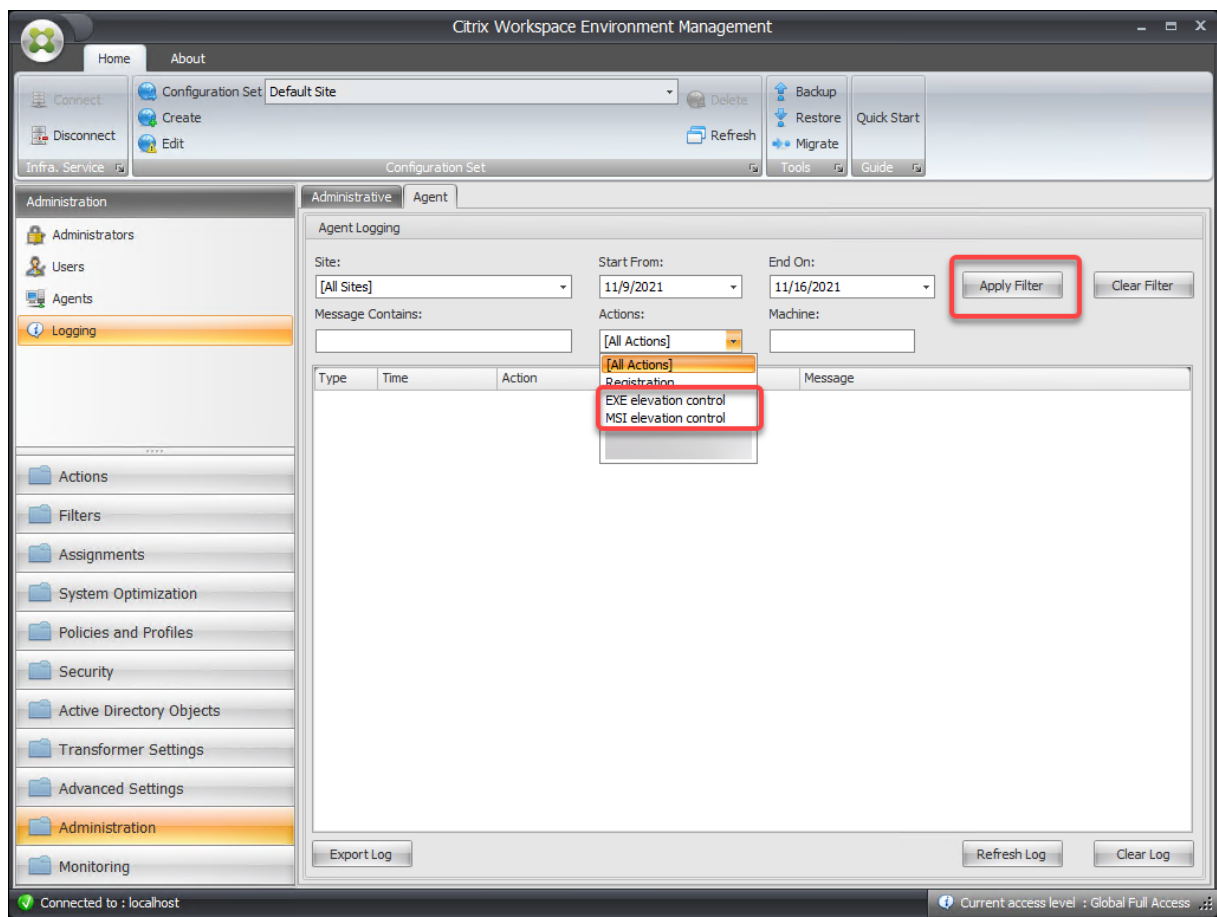 Citrix Workspace Environment Management
Home About
Connect
Disconnect
Infra. Service
Configuration Set Default Site
Create
Edit
Delete
Refresh
Configuration Set
Backup
Restore
Migrate
Tools
Quick Start
Guide
Administration
Administrators
Users
Agents
Logging
Actions
Filters
Assignments
System Optimization
Policies and Profiles
Security
Active Directory Objects
Transformer Settings
Advanced Settings
Administration
Monitoring
Administrative Agent
Agent Logging
Site: Start From: End On:
[All Sites] 11/9/2021 11/16/2021 Apply Filter Clear Filter
Message Contains: Actions: Machine:
[All Actions]
[All Actions]
Registration
EXE elevation control
MSI elevation control
Type Time Action Message
Export Log Refresh Log Clear Log
Connected to : localhost Current access level : Global Full Access